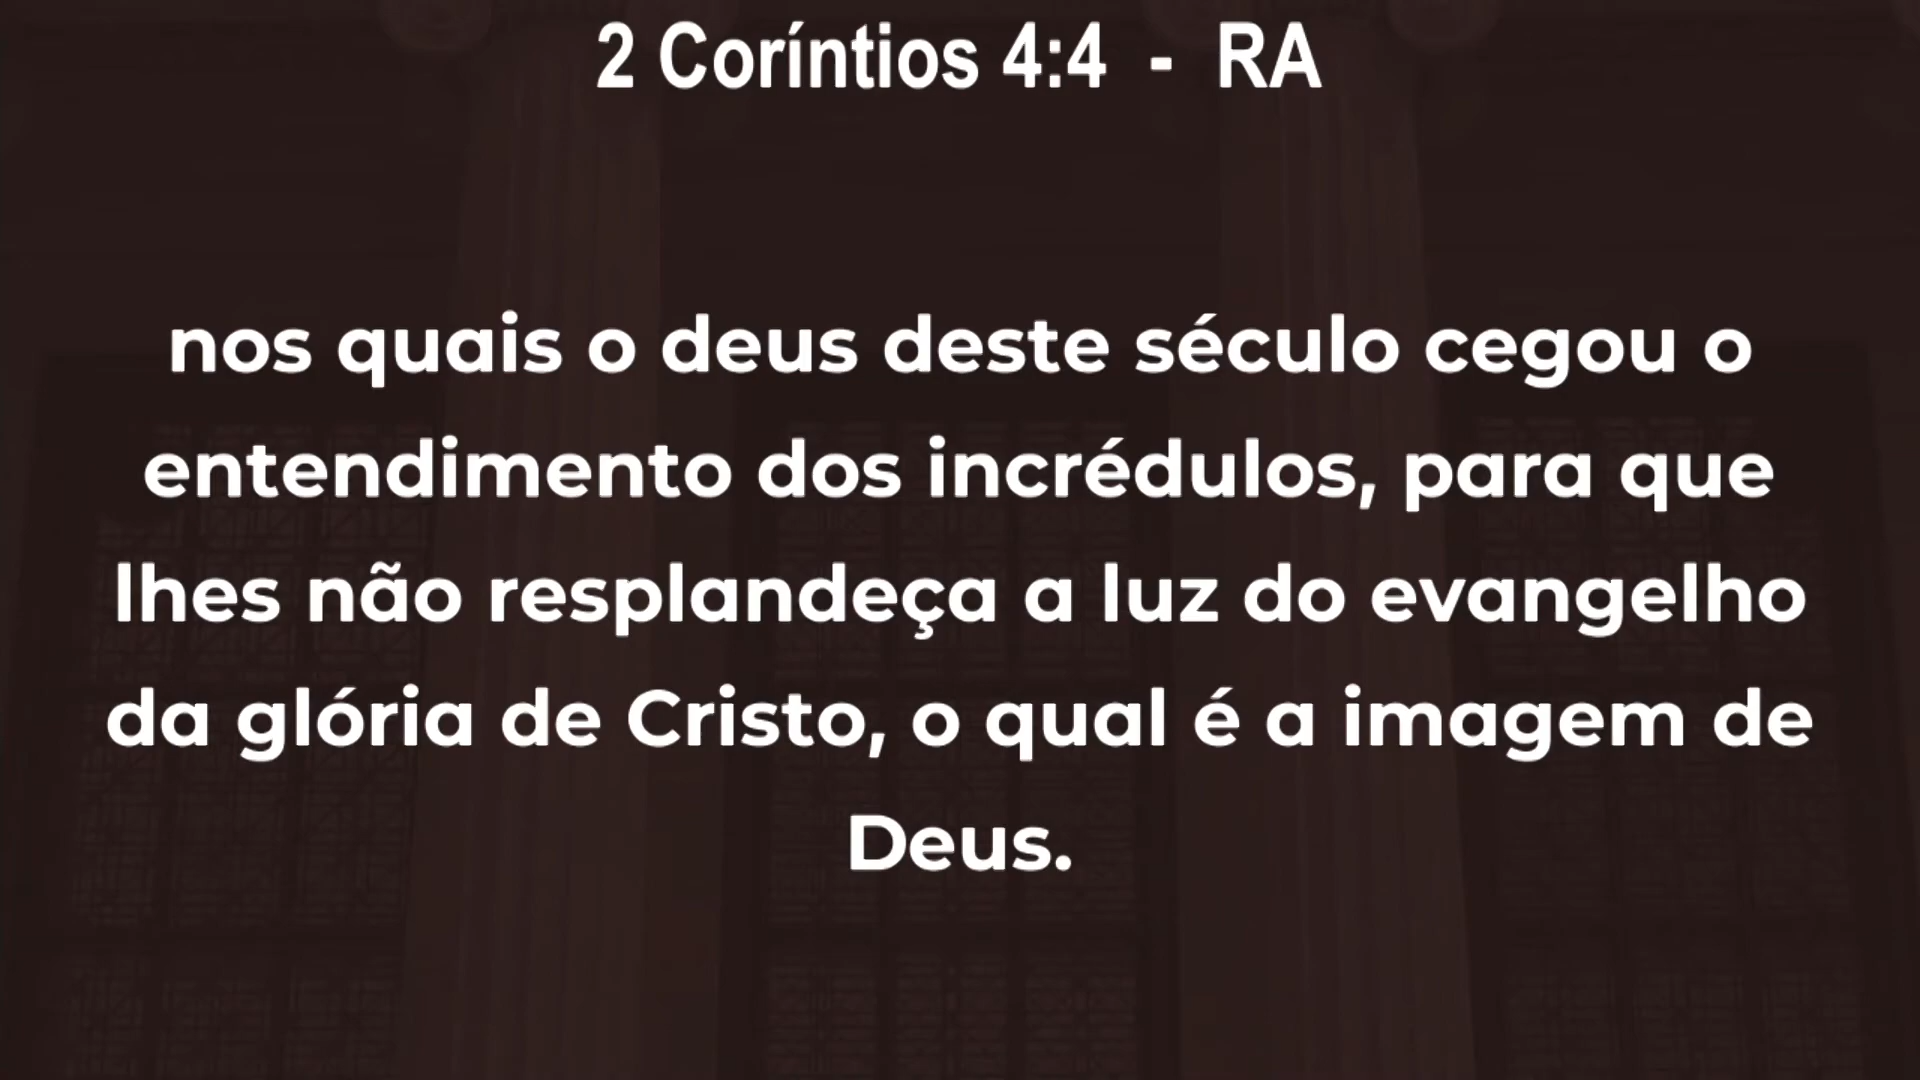 2 Coríntios 4:4 - RA
nos quais o deus deste século cegou o
entendimento dos incrédulos, para que
lhes não resplandeça a luz do evangelho
da glória de Cristo, o qual é a imagem de
Deus.